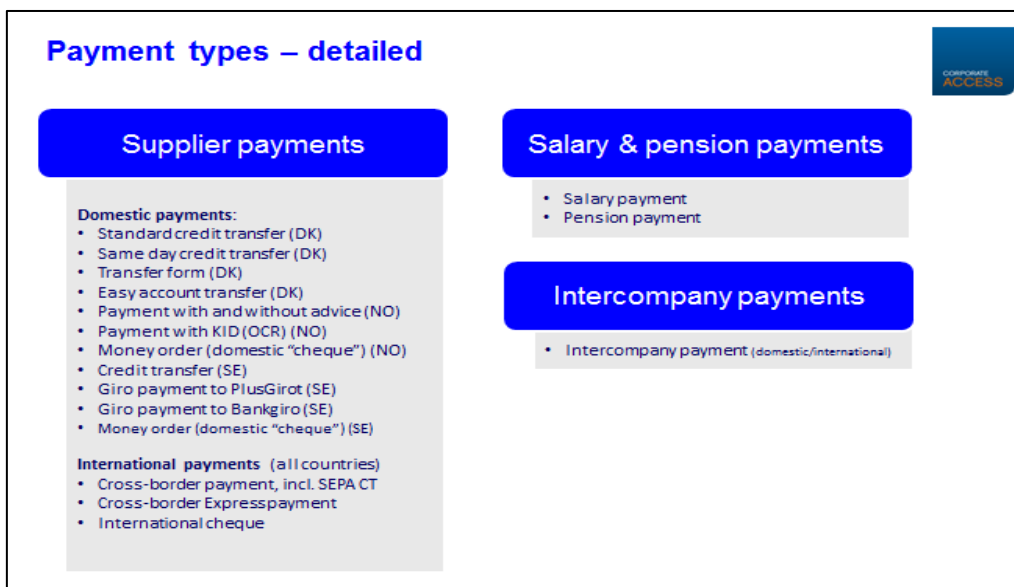 Payment types – detailed
CORPORATE
ACCESS
Supplier payments
Domestic payments:
• Standard credit transfer (DK)
• Same day credit transfer (DK)
• Transfer form (DK)
• Easy account transfer (DK)
• Payment with and without advice (NO)
• Payment with KID (OCR) (NO)
• Money order (domestic “cheque”) (NO)
• Credit transfer (SE)
• Giro payment to PlusGirot (SE)
• Giro payment to Bankgiro (SE)
• Money order (domestic “cheque”) (SE)
International payments (all countries)
• Cross-border payment, incl. SEPA CT
• Cross-border Express payment
• International cheque
Salary & pension payments
• Salary payment
• Pension payment
Intercompany payments
• Intercompany payment (domestic/international)